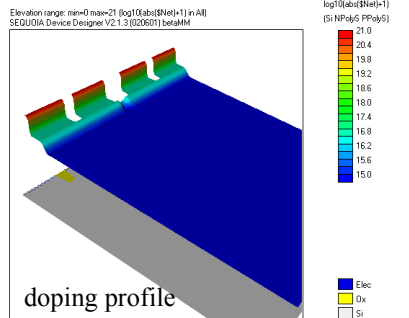 Elevation range: min=0 max=21 (log10(abs($Net)+1) in All)
SEQUOIA Device Designer V2.1.3 (020601) betaMM
log10(abs($Net)+1)
(Si NPolyS PPolyS)
21.0
20.4
19.8
19.2
18.6
18.0
17.4
16.8
16.2
15.6
15.0
doping profile
Elec
Ox
Si